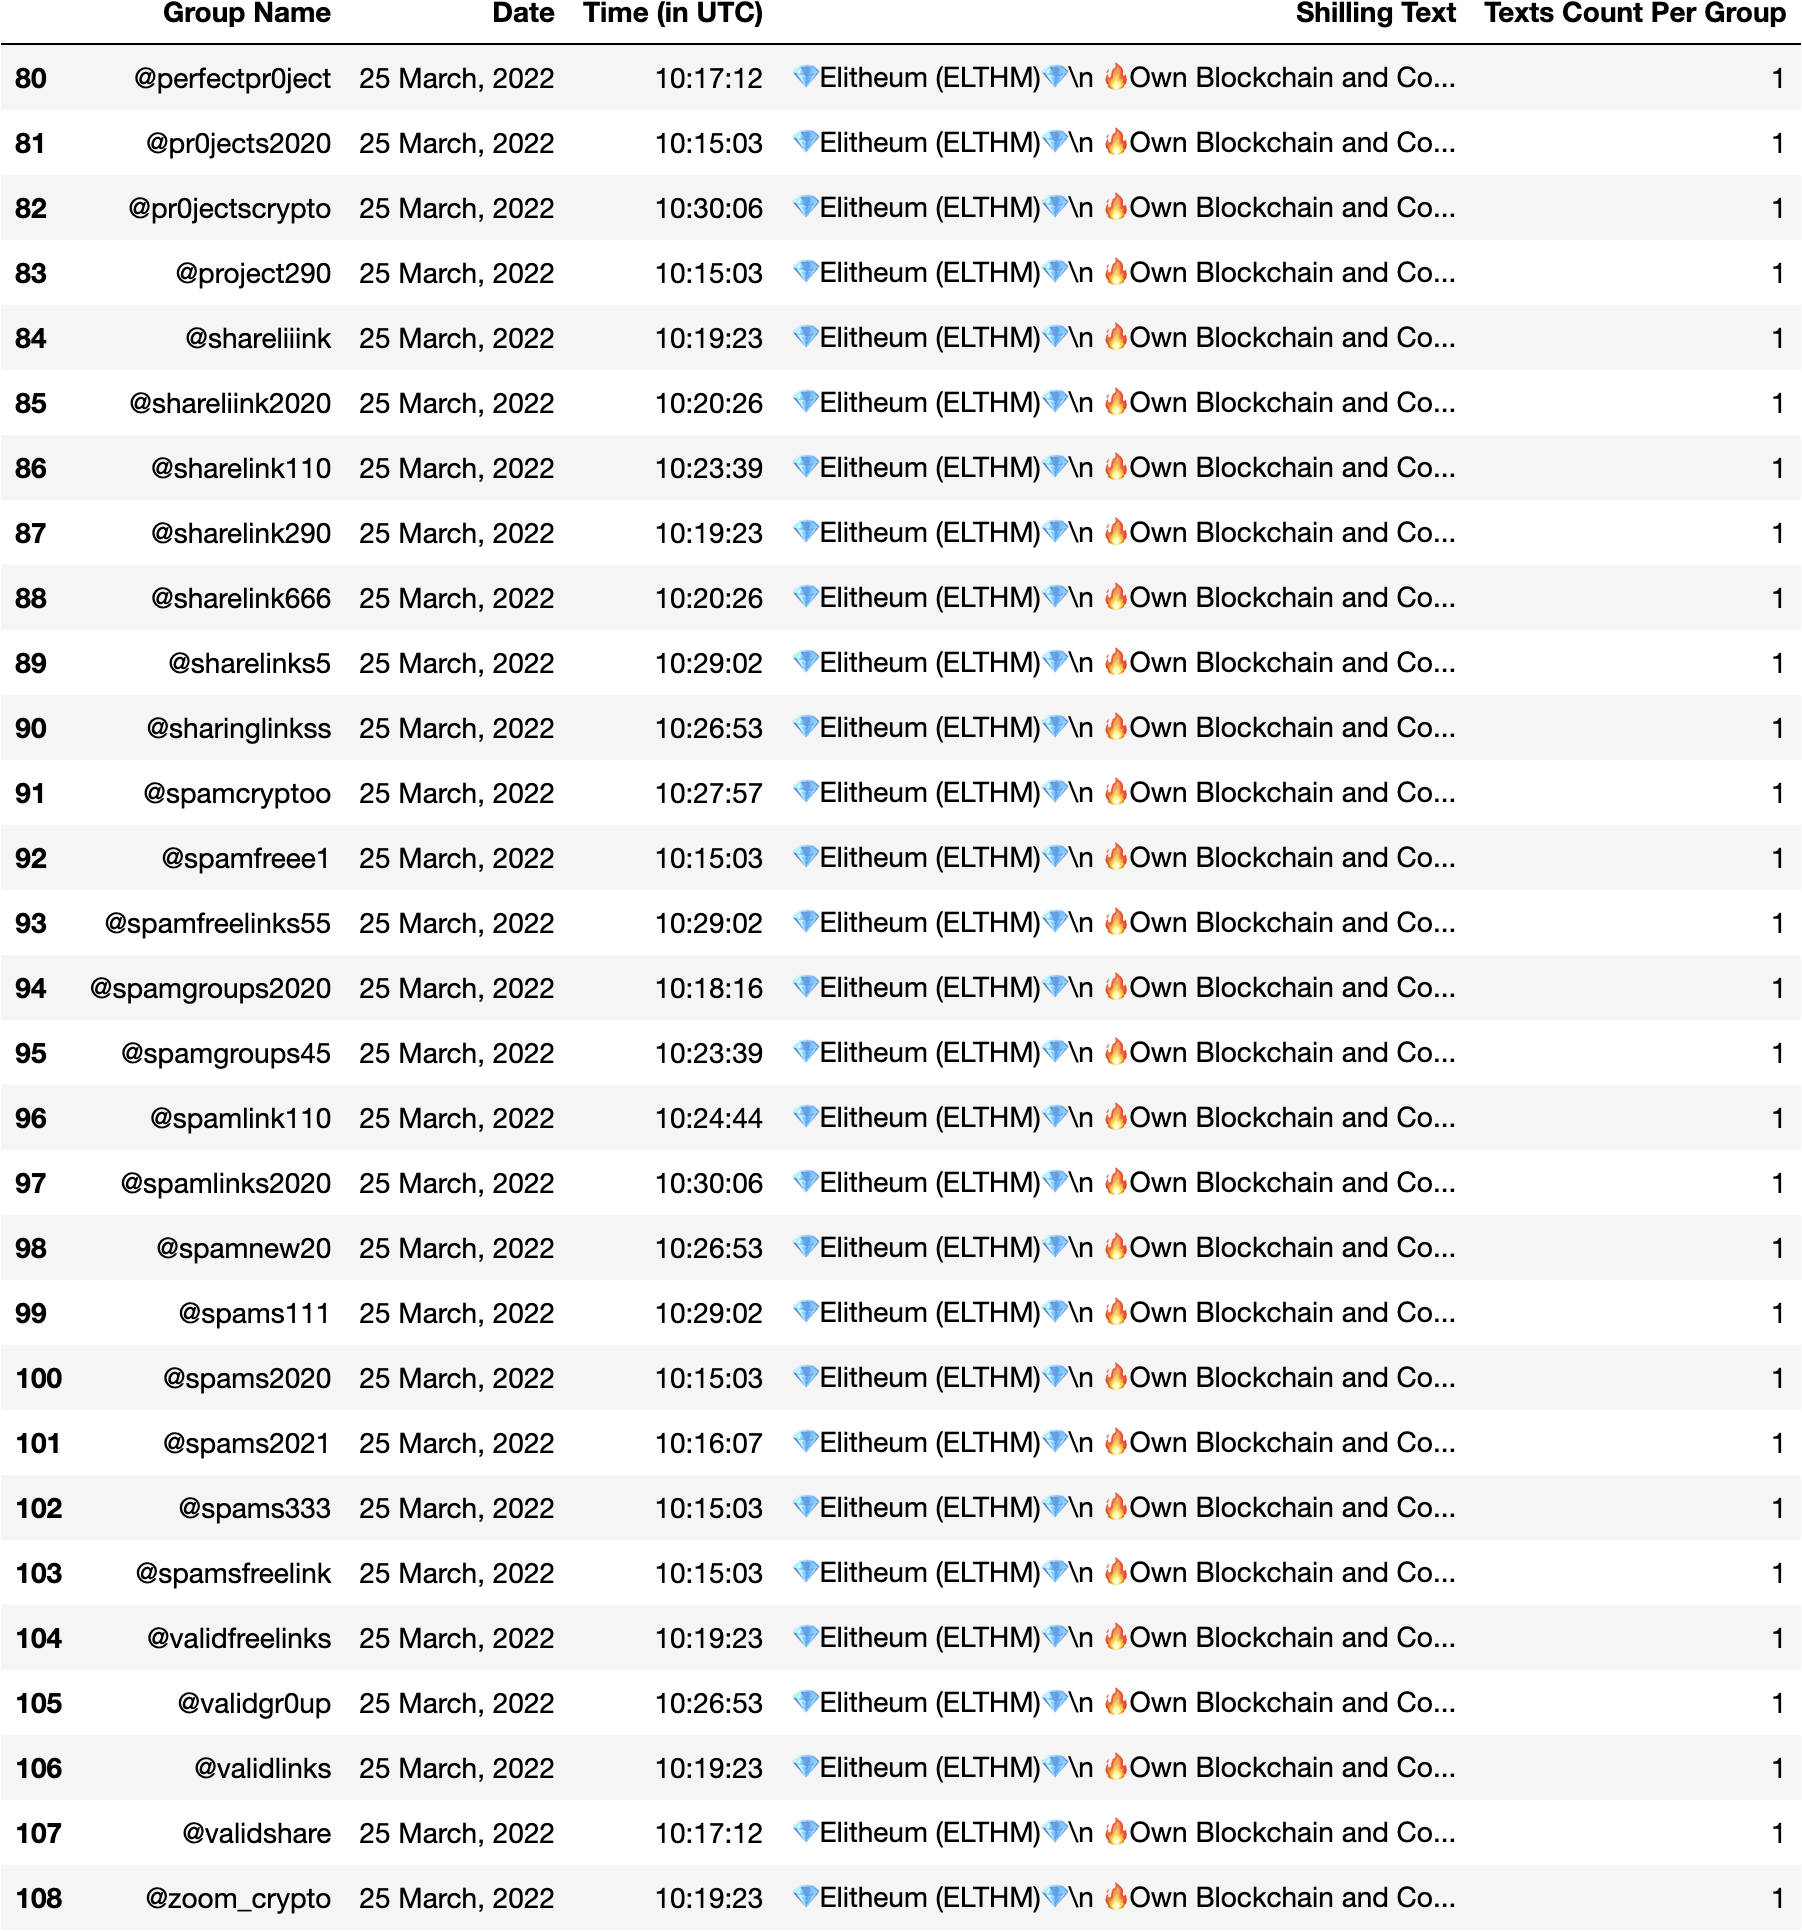 Group Name Date Time (in UTC) Shilling Text Texts Count Per Group
80 @perfectpr0ject 25 March, 2022 10:17:12 💎Elitheum (ELTHM)💎\n 🔥Own Blockchain and Co... 1
81 @pr0jects2020 25 March, 2022 10:15:03 💎Elitheum (ELTHM)💎\n 🔥Own Blockchain and Co... 1
82 @pr0jectscrypto 25 March, 2022 10:30:06 💎Elitheum (ELTHM)💎\n 🔥Own Blockchain and Co... 1
83 @project290 25 March, 2022 10:15:03 💎Elitheum (ELTHM)💎\n 🔥Own Blockchain and Co... 1
84 @shareliiink 25 March, 2022 10:19:23 💎Elitheum (ELTHM)💎\n 🔥Own Blockchain and Co... 1
85 @shareliink2020 25 March, 2022 10:20:26 💎Elitheum (ELTHM)💎\n 🔥Own Blockchain and Co... 1
86 @sharelink110 25 March, 2022 10:23:39 💎Elitheum (ELTHM)💎\n 🔥Own Blockchain and Co... 1
87 @sharelink290 25 March, 2022 10:19:23 💎Elitheum (ELTHM)💎\n 🔥Own Blockchain and Co... 1
88 @sharelink666 25 March, 2022 10:20:26 💎Elitheum (ELTHM)💎\n 🔥Own Blockchain and Co... 1
89 @sharelinks5 25 March, 2022 10:29:02 💎Elitheum (ELTHM)💎\n 🔥Own Blockchain and Co... 1
90 @sharinglinkss 25 March, 2022 10:26:53 💎Elitheum (ELTHM)💎\n 🔥Own Blockchain and Co... 1
91 @spamcryptoo 25 March, 2022 10:27:57 💎Elitheum (ELTHM)💎\n 🔥Own Blockchain and Co... 1
92 @spamfreee1 25 March, 2022 10:15:03 💎Elitheum (ELTHM)💎\n 🔥Own Blockchain and Co... 1
93 @spamfreelinks55 25 March, 2022 10:29:02 💎Elitheum (ELTHM)💎\n 🔥Own Blockchain and Co... 1
94 @spamgroups2020 25 March, 2022 10:18:16 💎Elitheum (ELTHM)💎\n 🔥Own Blockchain and Co... 1
95 @spamgroups45 25 March, 2022 10:23:39 💎Elitheum (ELTHM)💎\n 🔥Own Blockchain and Co... 1
96 @spamlink110 25 March, 2022 10:24:44 💎Elitheum (ELTHM)💎\n 🔥Own Blockchain and Co... 1
97 @spamlinks2020 25 March, 2022 10:30:06 💎Elitheum (ELTHM)💎\n 🔥Own Blockchain and Co... 1
98 @spamnew20 25 March, 2022 10:26:53 💎Elitheum (ELTHM)💎\n 🔥Own Blockchain and Co... 1
99 @spams111 25 March, 2022 10:29:02 💎Elitheum (ELTHM)💎\n 🔥Own Blockchain and Co... 1
100 @spams2020 25 March, 2022 10:15:03 💎Elitheum (ELTHM)💎\n 🔥Own Blockchain and Co... 1
101 @spams2021 25 March, 2022 10:16:07 💎Elitheum (ELTHM)💎\n 🔥Own Blockchain and Co... 1
102 @spams333 25 March, 2022 10:15:03 💎Elitheum (ELTHM)💎\n 🔥Own Blockchain and Co... 1
103 @spamsfreelink 25 March, 2022 10:15:03 💎Elitheum (ELTHM)💎\n 🔥Own Blockchain and Co... 1
104 @validfreelinks 25 March, 2022 10:19:23 💎Elitheum (ELTHM)💎\n 🔥Own Blockchain and Co... 1
105 @validgr0up 25 March, 2022 10:26:53 💎Elitheum (ELTHM)💎\n 🔥Own Blockchain and Co... 1
106 @validlinks 25 March, 2022 10:19:23 💎Elitheum (ELTHM)💎\n 🔥Own Blockchain and Co... 1
107 @validshare 25 March, 2022 10:17:12 💎Elitheum (ELTHM)💎\n 🔥Own Blockchain and Co... 1
108 @zoom_crypto 25 March, 2022 10:19:23 💎Elitheum (ELTHM)💎\n 🔥Own Blockchain and Co... 1